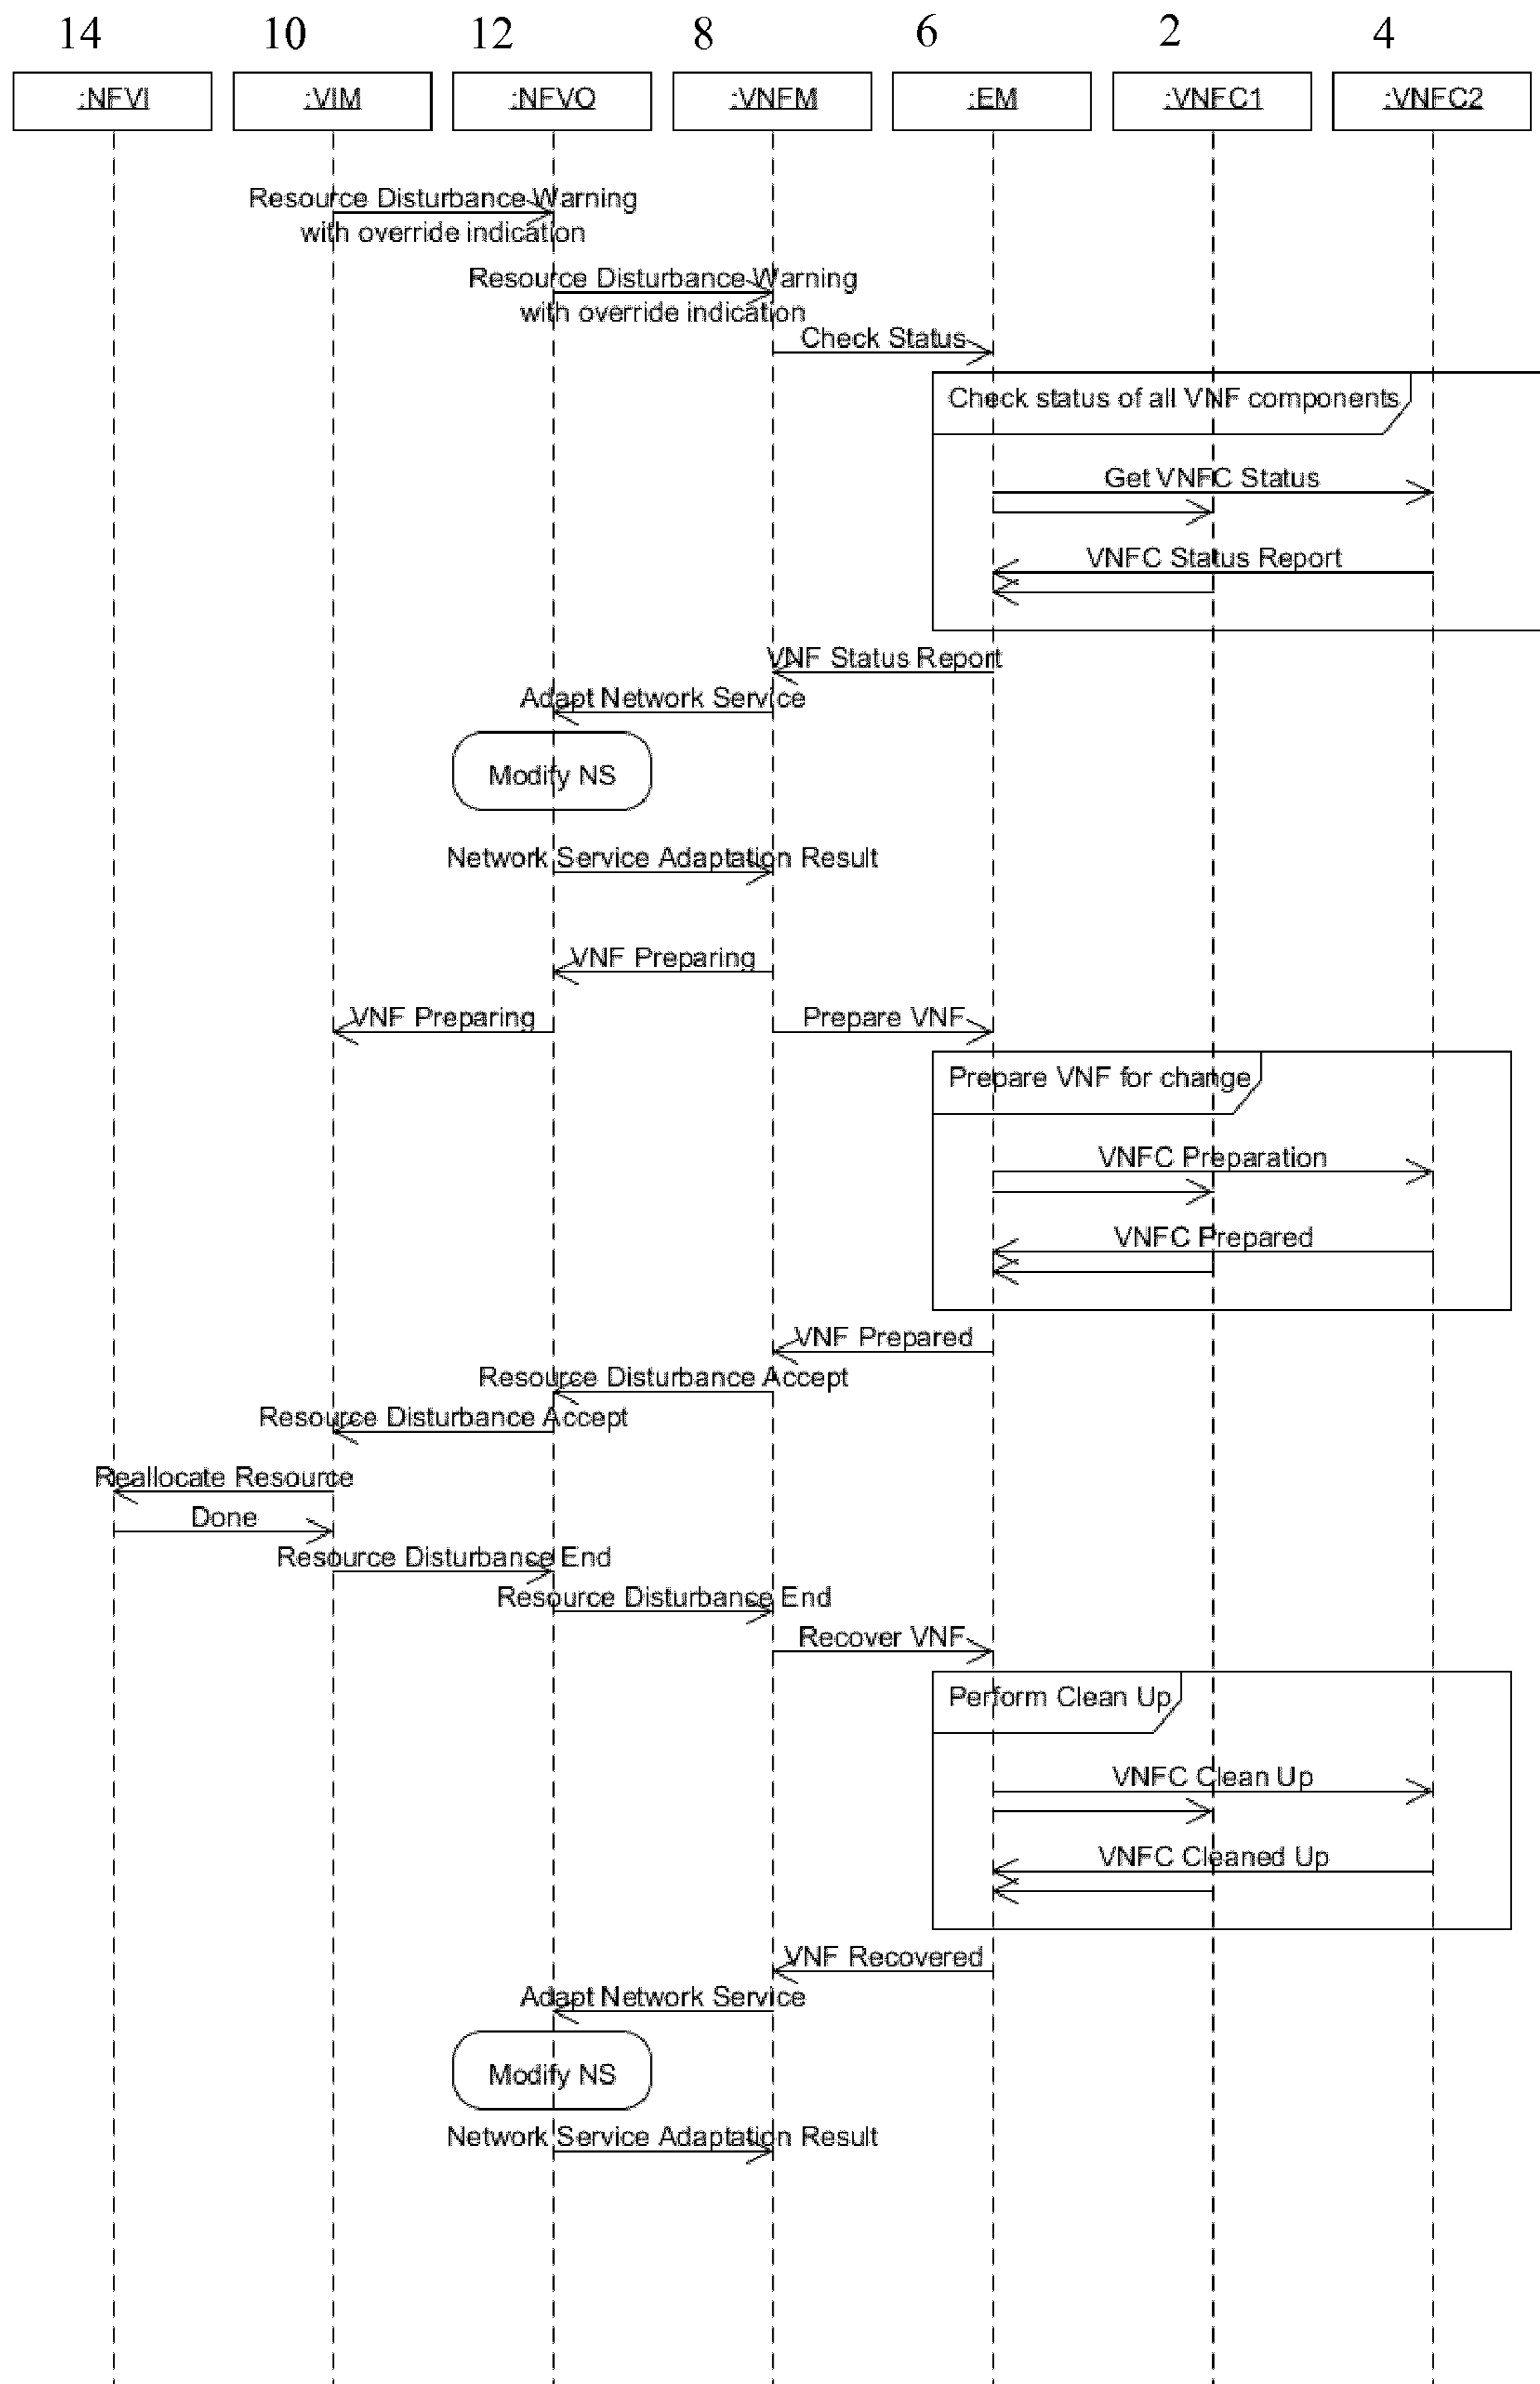 14 10 12 8 6 2 4
:NFVI :VIM :NFVO :VNFM :EM :VNFC1 :VNFC2
Resource Disturbance Warning
with override indication
Resource Disturbance Warning
with override indication
Check Status
Check status of all VNF components
Get VNFC Status
VNFC Status Report
VNF Status Report
Adapt Network Service
Modify NS
Network Service Adaptation Result
VNF Preparing
VNF Preparing Prepare VNF
Prepare VNF for change
VNFC Preparation
VNFC Prepared
VNF Prepared
Resource Disturbance Accept
Resource Disturbance Accept
Reallocate Resource
Done
Resource Disturbance End
Resource Disturbance End
Recover VNF
Perform Clean Up
VNFC Clean Up
VNFC Cleaned Up
VNF Recovered
Adapt Network Service
Modify NS
Network Service Adaptation Result